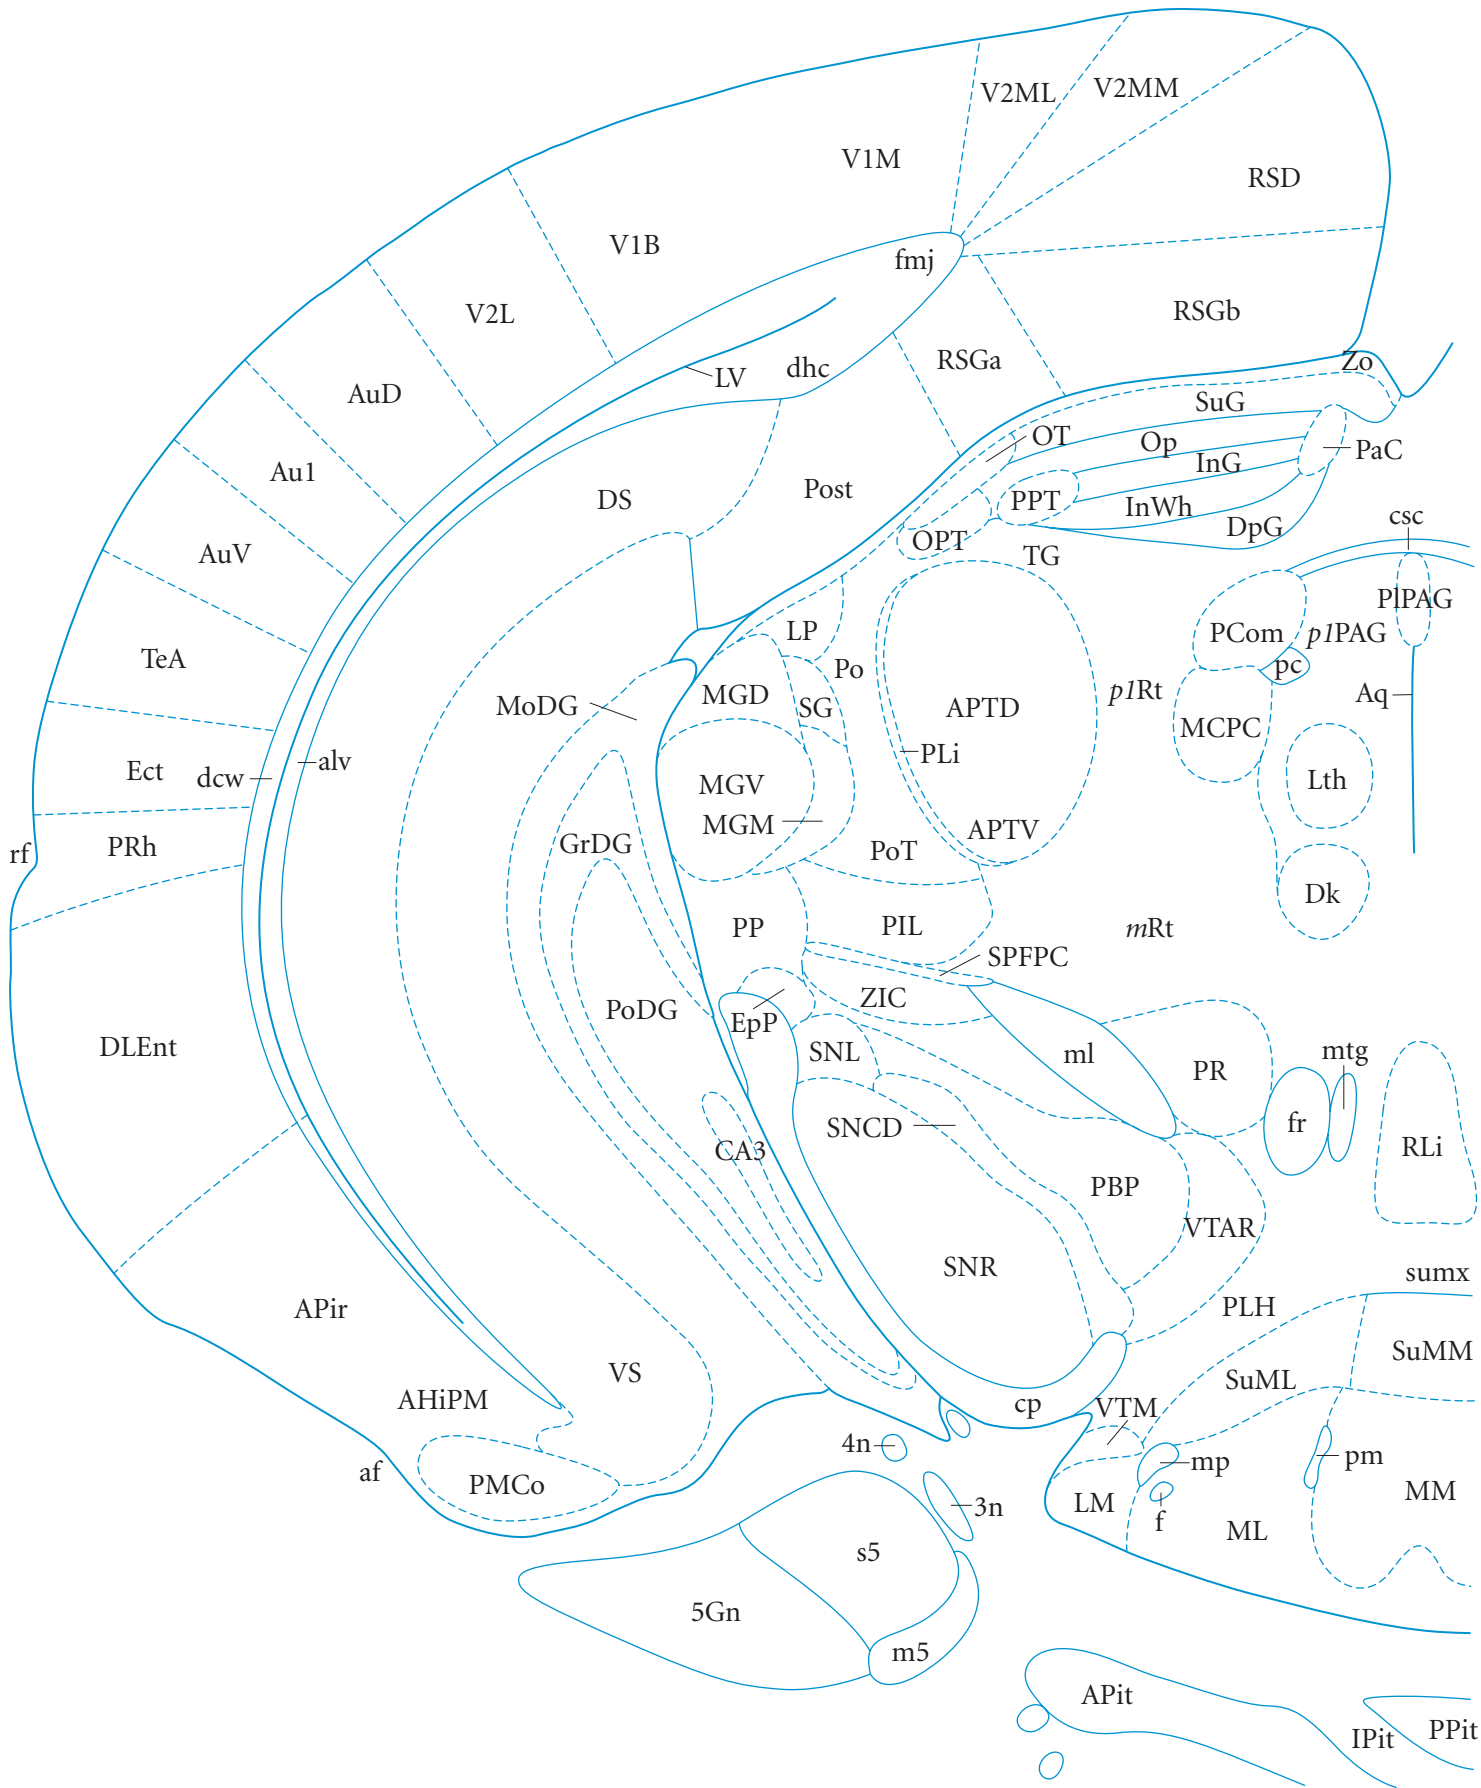 V2ML
V2MM
V1M
RSD
V1B
fmj
V2L
RSGb
RSGa
Zo
LV
dhc
AuD
SuG
OT
Op
PaC
InG
Au1
DS
Post
PPT
InWh
DpG
csc
AuV
OPT
TG
PlPAG
LP
PCom
p1PAG
pc
TeA
Po
MoDG
MGD
SG
APTD
p1Rt
Aq
MCPC
PLi
Ect
dcw
alv
MGV
Lth
MGM
APTV
rf
PRh
GrDG
PoT
Dk
PP
PIL
mRt
SPFPC
ZIC
PoDG
EpP
DLEnt
SNL
ml
PR
mtg
fr
SNCD
CA3
RLi
PBP
VTAR
SNR
sumx
APir
PLH
SuMM
VS
SuML
AHiPM
cp
VTM
4n
mp
pm
af
PMCo
3n
LM
f
MM
ML
s5
5Gn
m5
APit
IPit
PPit